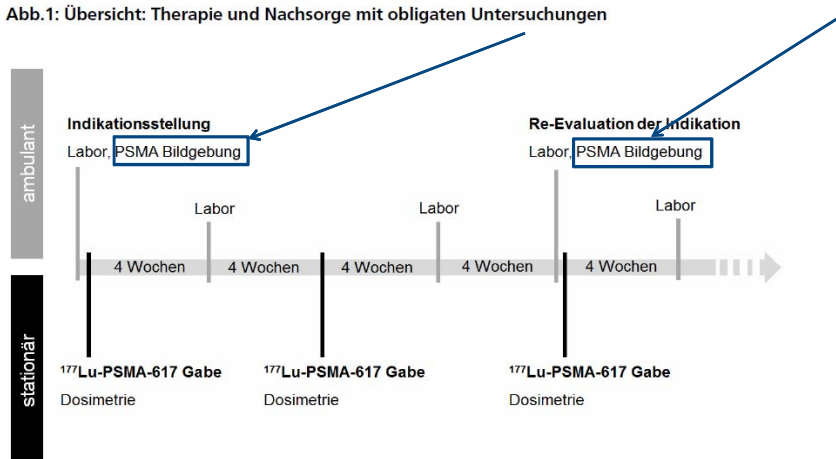 Abb.1: Übersicht: Therapie und Nachsorge mit obligaten Untersuchungen
ambulant
Indikationsstellung
Labor, PSMA Bildgebung
Re-Evaluation der Indikation
Labor, PSMA Bildgebung
Labor
Labor
Labor
4 Wochen
4 Wochen
4 Wochen
4 Wochen
4 Wochen
stationär
¹⁷⁷Lu-PSMA-617 Gabe
Dosimetrie
¹⁷⁷Lu-PSMA-617 Gabe
Dosimetrie
¹⁷⁷Lu-PSMA-617 Gabe
Dosimetrie